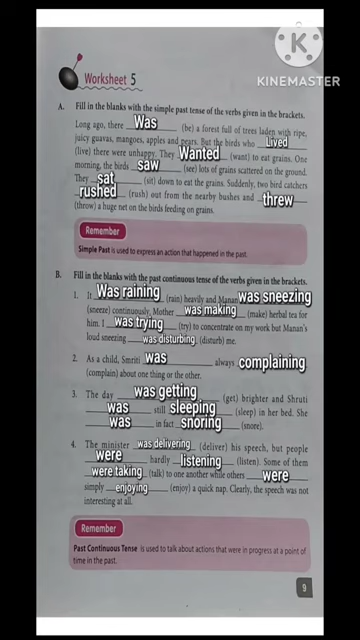 KINEMASTER
Worksheet 5
A. Fill in the blanks with the simple past tense of the verbs given in the brackets.
Long ago, there Was (be) a forest full of trees laden with ripe,
juicy guavas, mangoes, apples and pears. But the birds who Lived
(live) there were unhappy. They Wanted (want) to eat grains. One
morning, the birds saw (see) lots of grains scattered on the ground.
They sat (sit) down to eat the grains. Suddenly, two bird catchers
rushed (rush) out from the nearby bushes and threw
(throw) a huge net on the birds feeding on grains.
Remember
Simple Past is used to express an action that happened in the past.
B. Fill in the blanks with the past continuous tense of the verbs given in the brackets.
1. It Was raining (rain) heavily and Manan was sneezing
(sneeze) continuously. Mother was making (make) herbal tea for
him. I was trying (try) to concentrate on my work but Manan's
loud sneezing was disturbing. (disturb) me.
2. As a child, Smriti was always complaining
(complain) about one thing or the other.
3. The day was getting (get) brighter and Shruti
was still sleeping (sleep) in her bed. She
was in fact snoring (snore).
4. The minister was delivering (deliver) his speech, but people
were hardly listening (listen). Some of them
were taking (talk) to one another while others were
simply enjoying (enjoy) a quick nap. Clearly, the speech was not
interesting at all.
Remember
Past Continuous Tense is used to talk about actions that were in progress at a point of
time in the past.
9